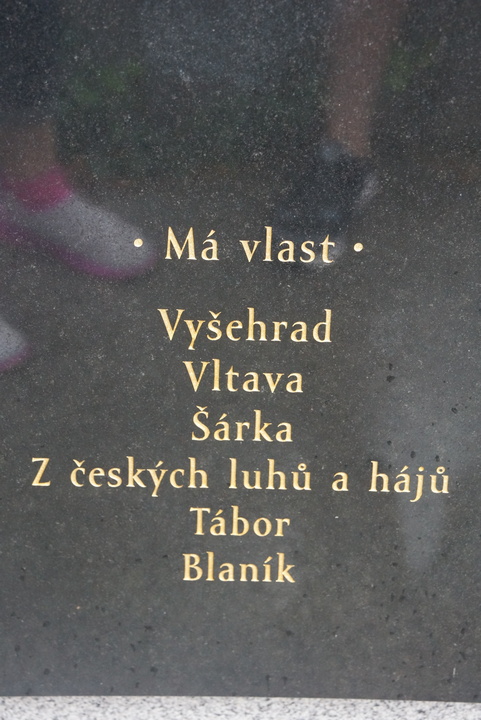 • Má vlast •
Vyšehrad
Vltava
Šárka
Z českých luhů a hájů
Tábor
Blaník